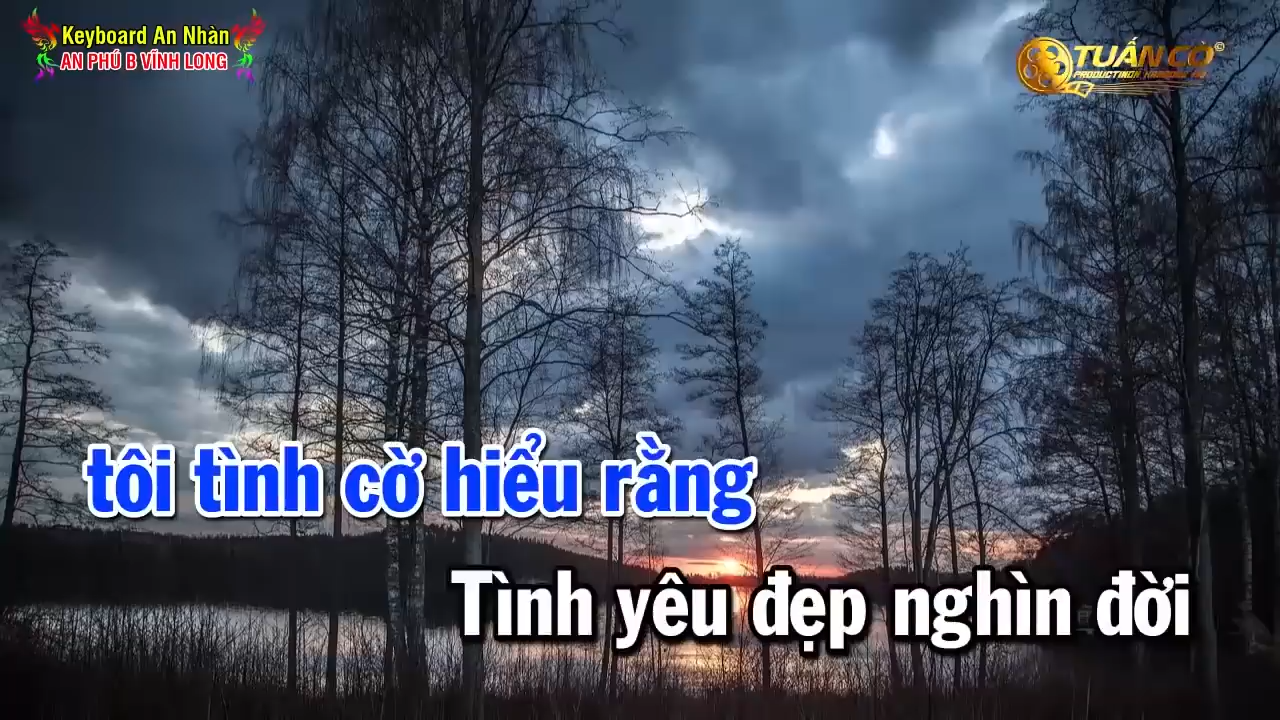 Keyboard An Nhàn
AN PHÚ B VĨNH LONG
TUẤN CÒ©
tôi tình cờ hiểu rằng
Tình yêu đẹp nghìn đời